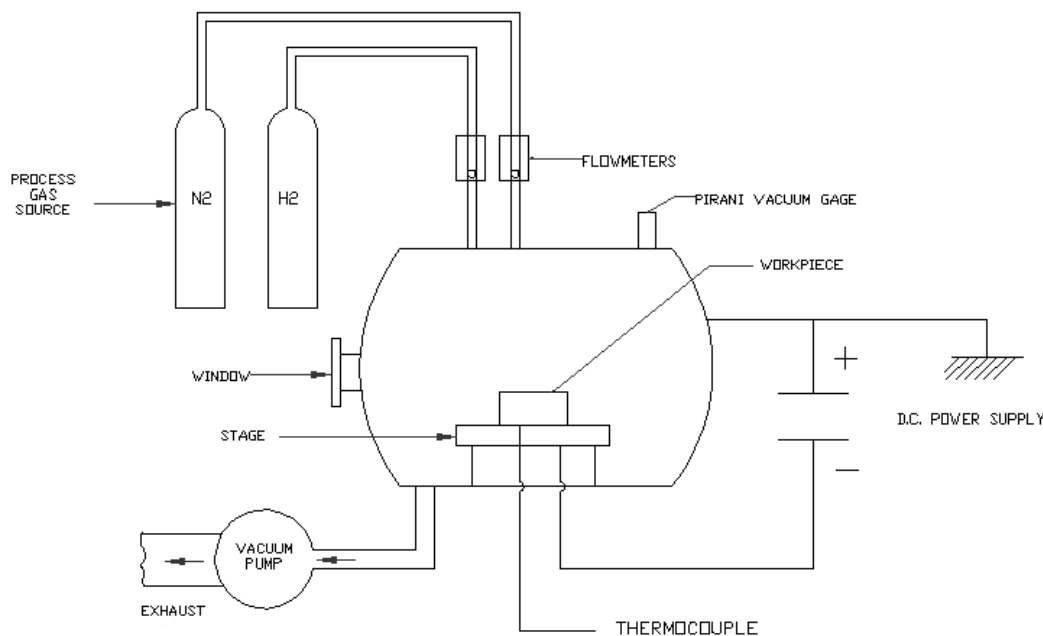 FLOWMETERS
PROCESS
GAS
SOURCE
N2
H2
PIRANI VACUUM GAGE
WORKPIECE
WINDOW
+
D.C. POWER SUPPLY
STAGE
—
VACUUM
PUMP
EXHAUST
THERMOCOUPLE